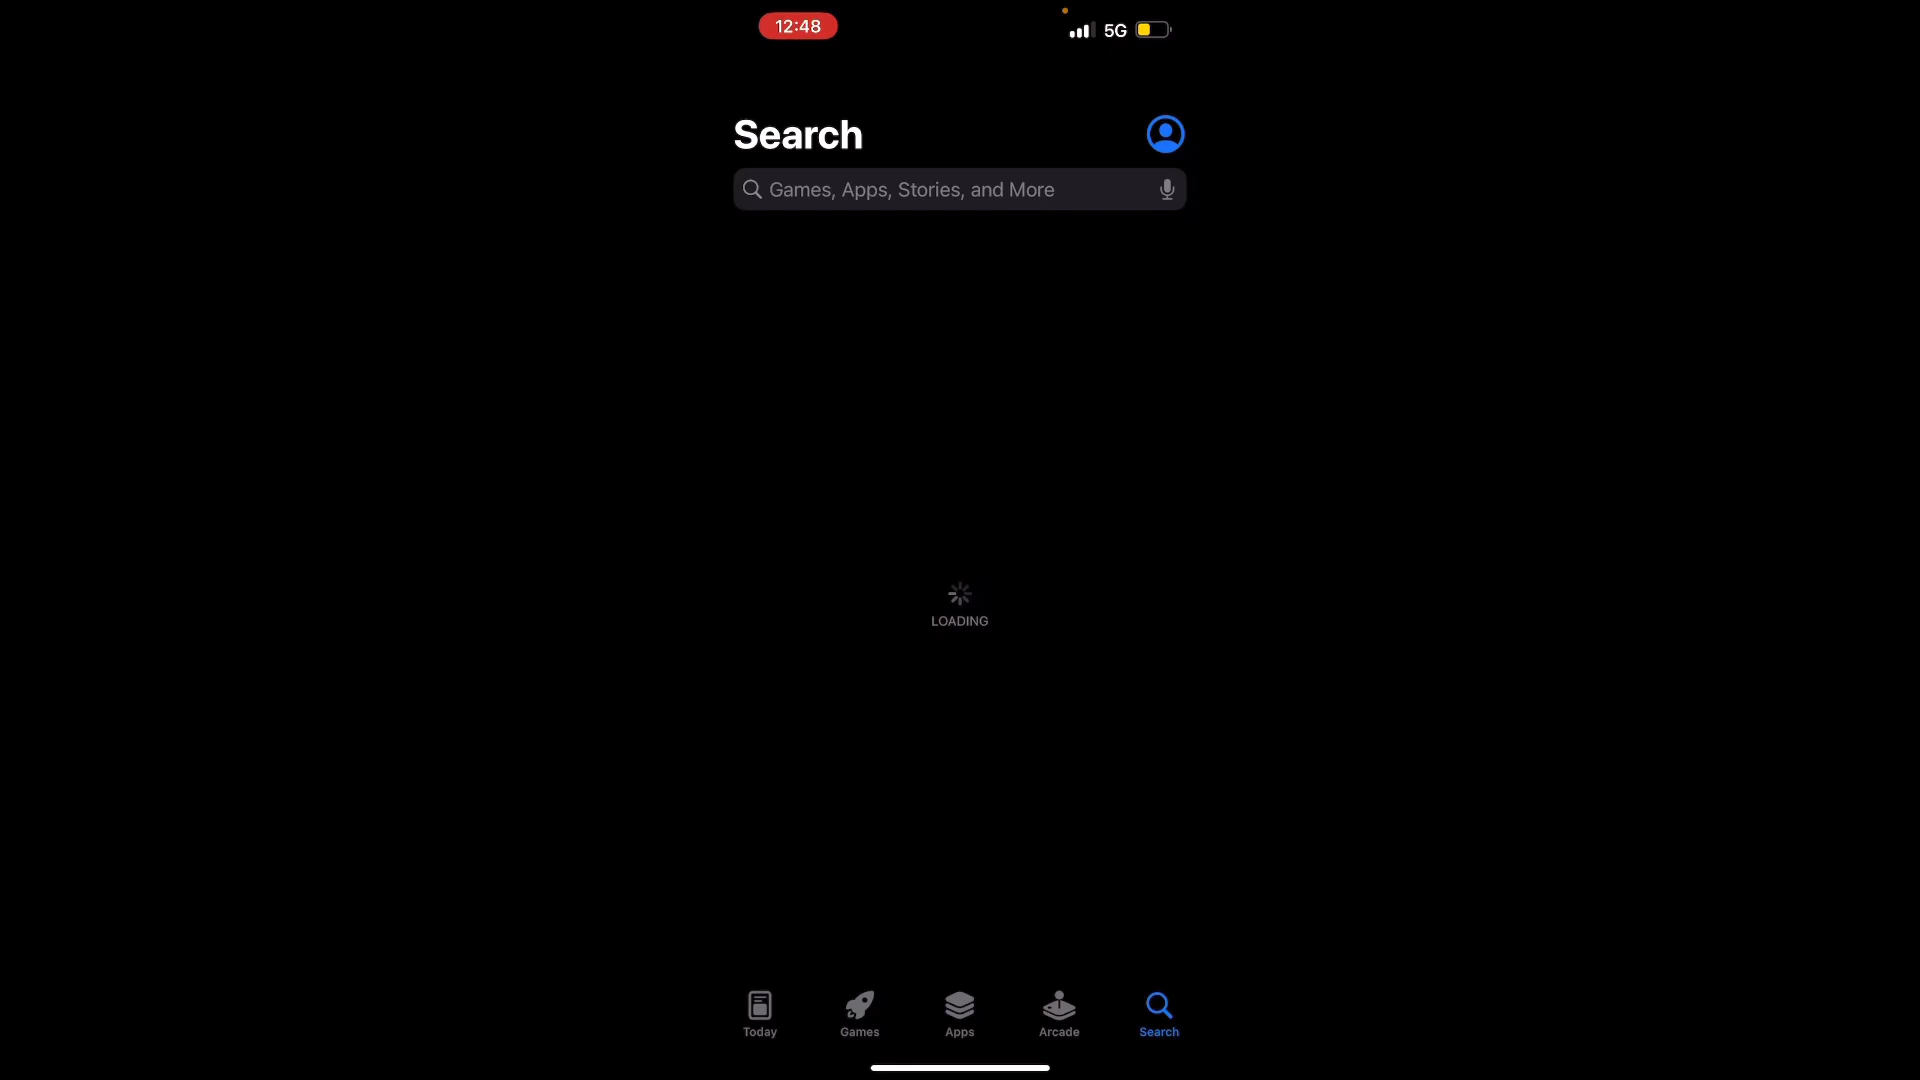 12:48
5G
Search
Games, Apps, Stories, and More
LOADING
Today
Games
Apps
Arcade
Search